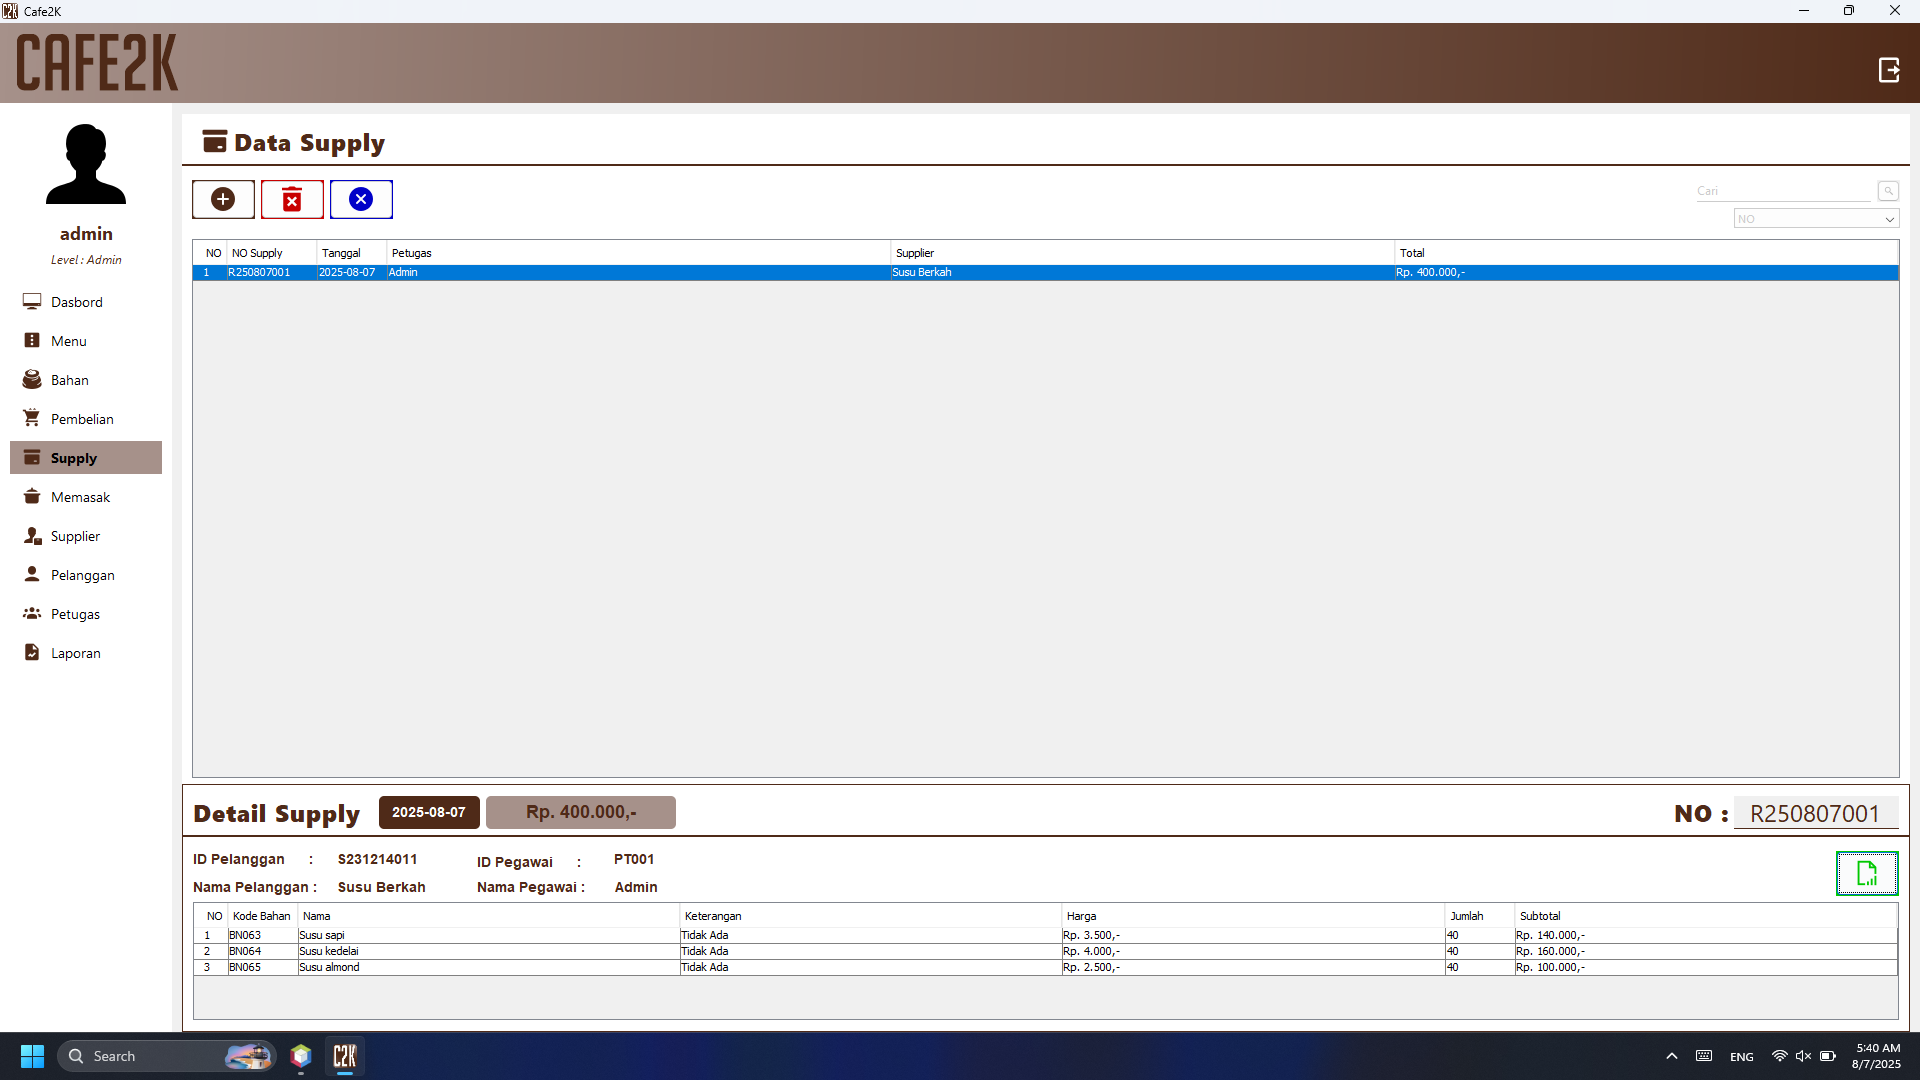 Cafe2K
CAFE2K
admin
Level : Admin
Dasbord
Menu
Bahan
Pembelian
Supply
Memasak
Supplier
Pelanggan
Petugas
Laporan
Data Supply
Cari
NO
NO NO Supply Tanggal Petugas Supplier Total
1 R250807001 2025-08-07 Admin Susu Berkah Rp. 400.000,-
Detail Supply 2025-08-07 Rp. 400.000,- NO : R250807001
ID Pelanggan : S231214011 ID Pegawai : PT001
Nama Pelanggan : Susu Berkah Nama Pegawai : Admin
NO Kode Bahan Nama Keterangan Harga Jumlah Subtotal
1 BN063 Susu sapi Tidak Ada Rp. 3.500,- 40 Rp. 140.000,-
2 BN064 Susu kedelai Tidak Ada Rp. 4.000,- 40 Rp. 160.000,-
3 BN065 Susu almond Tidak Ada Rp. 2.500,- 40 Rp. 100.000,-
Search
C2K
ENG
5:40 AM
8/7/2025